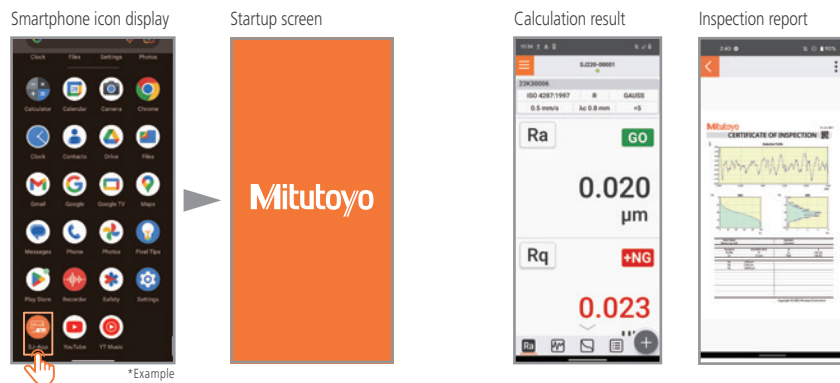 Smartphone icon display
Startup screen
Calculation result
Inspection report
Clock Files Settings Photos
Calculator Calendar Camera Chrome
Clock Contacts Drive Files
Gmail Google Google TV Maps
Messages Phone Photos Pixel Tips
Play Store Recorder Safety Settings
SJ-App YouTube YT Music
*Example
Mitutoyo
SJ220-00001
23K30006
ISO 4287:1997 R GAUSS
0.5 mm/s λc 0.8 mm ×5
Ra GO
0.020
µm
Rq +NG
0.023
Ra
2:40
90%
Mitutoyo
CERTIFICATE OF INSPECTION